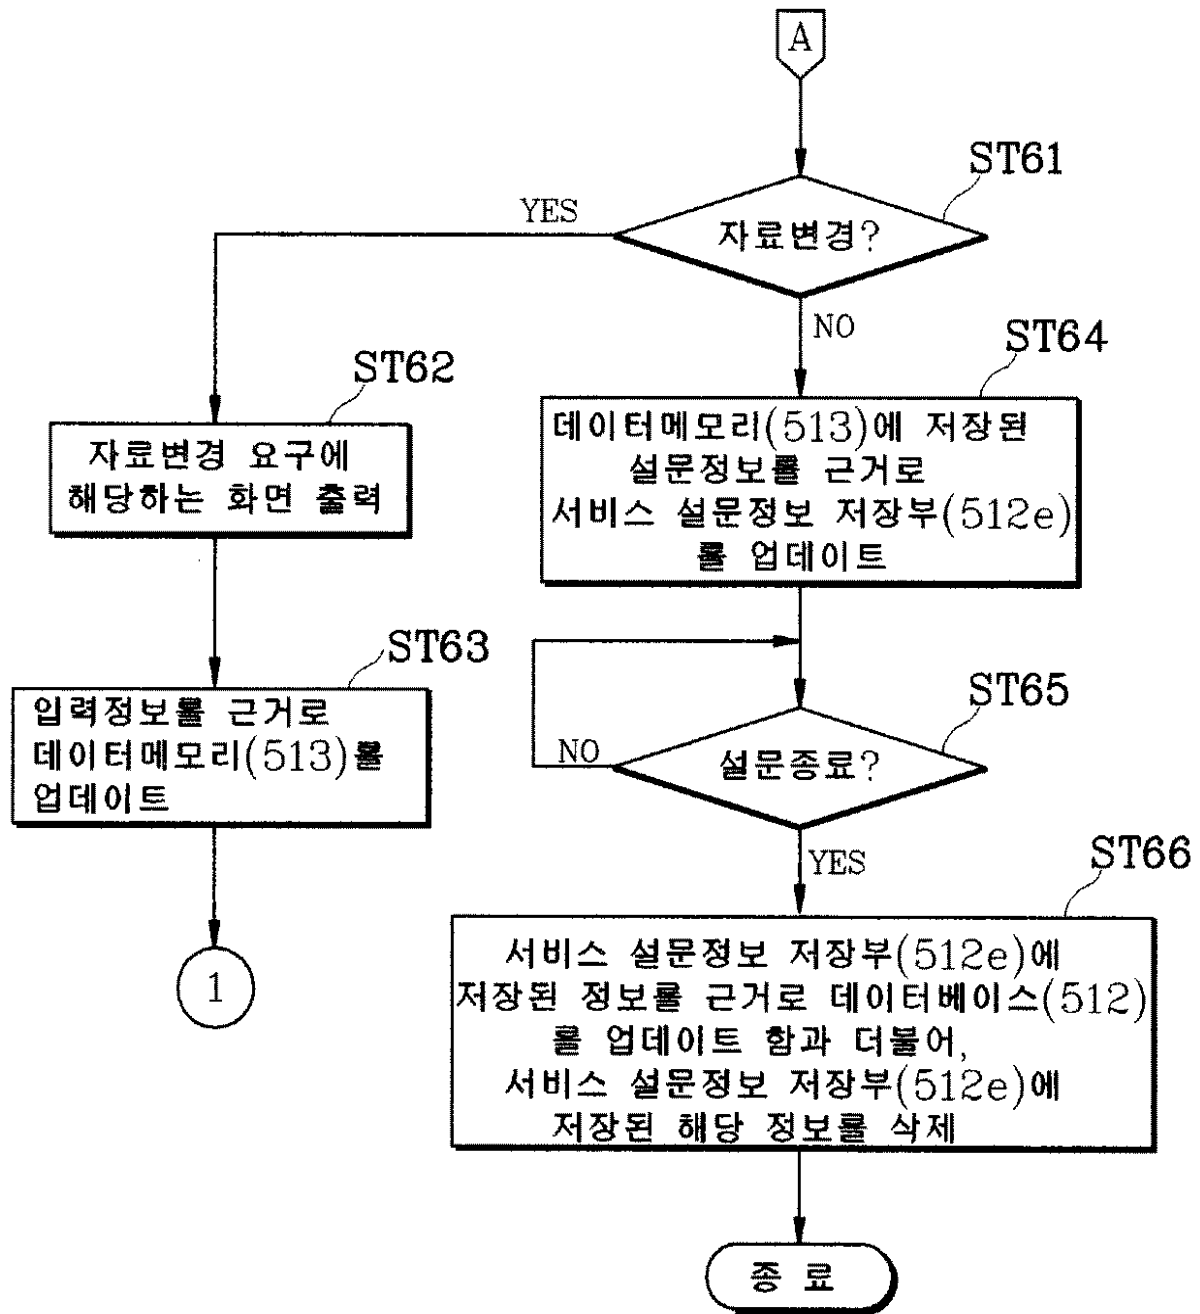 A
ST61
YES
자료변경?
NO
ST64
ST62
데이터메모리(513)에 저장된
설문정보를 근거로
서비스 설문정보 저장부(512e)
를 업데이트
자료변경 요구에
해당하는 화면 출력
ST63
입력정보를 근거로
데이터메모리(513)를
업데이트
ST65
NO
설문종료?
YES
ST66
1
서비스 설문정보 저장부(512e)에
저장된 정보를 근거로 데이터베이스(512)
를 업데이트 함과 더불어,
서비스 설문정보 저장부(512e)에
저장된 해당 정보를 삭제
종 료